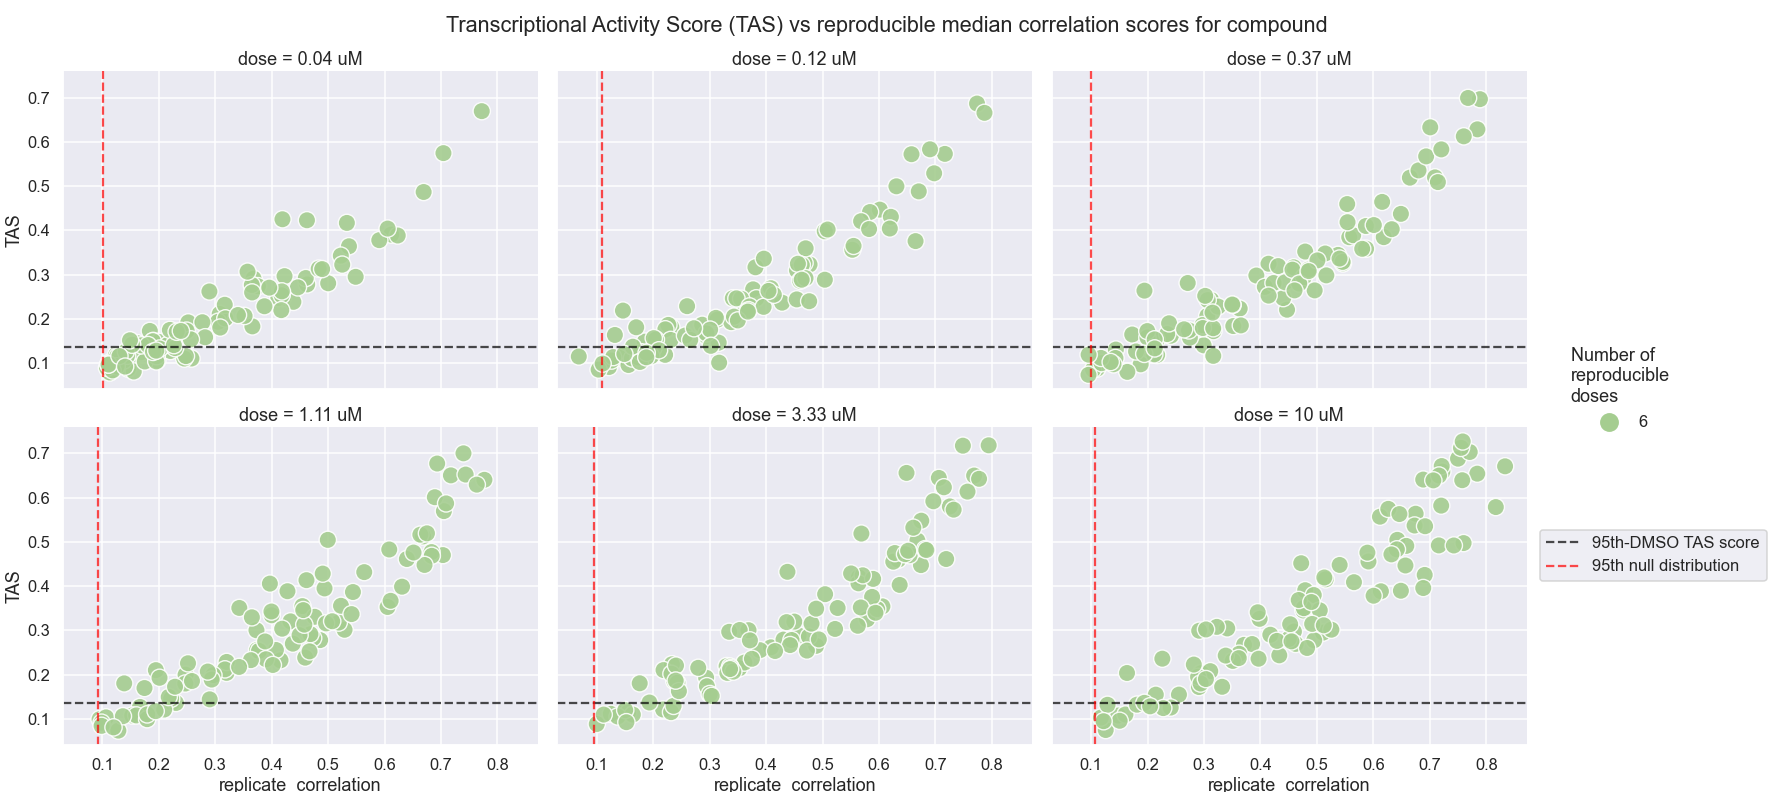 Transcriptional Activity Score (TAS) vs reproducible median correlation scores for compound
dose = 0.04 uM
dose = 0.12 uM
dose = 0.37 uM
TAS
0.7
0.6
0.5
0.4
0.3
0.2
0.1
dose = 1.11 uM
dose = 3.33 uM
dose = 10 uM
TAS
0.7
0.6
0.5
0.4
0.3
0.2
0.1
0.1 0.2 0.3 0.4 0.5 0.6 0.7 0.8
0.1 0.2 0.3 0.4 0.5 0.6 0.7 0.8
0.1 0.2 0.3 0.4 0.5 0.6 0.7 0.8
replicate correlation
replicate correlation
replicate correlation
Number of
reproducible
doses
6
95th-DMSO TAS score
95th null distribution